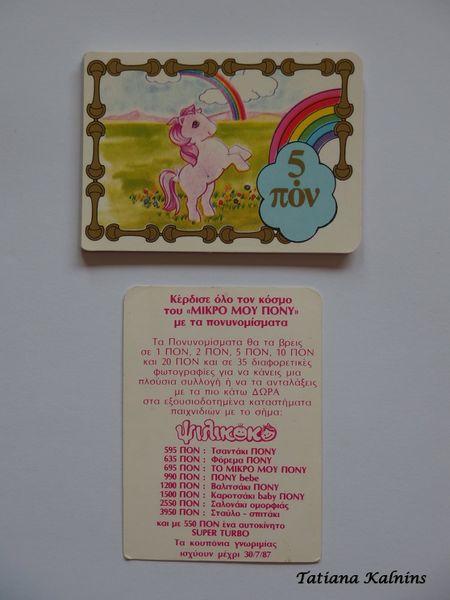 5
πόν
Κέρδισε όλο τον κόσμο
του «ΜΙΚΡΟ ΜΟΥ ΠΟΝΥ»
με τα πονυνομίσματα
Τα Πονυνομίσματα θα τα βρεις
σε 1 ΠΟΝ, 2 ΠΟΝ, 5 ΠΟΝ, 10 ΠΟΝ
και 20 ΠΟΝ και σε 35 διαφορετικές
φωτογραφίες για να κάνεις μια
πλούσια συλλογή ή να τα ανταλάξεις
με τα πιο κάτω ΔΩΡΑ
στα εξουσιοδοτημένα καταστήματα
παιχνιδιών με το σήμα:
ψιλικοκό
595 ΠΟΝ : Τσαντάκι ΠΟΝΥ
635 ΠΟΝ : Φόρεμα ΠΟΝΥ
695 ΠΟΝ : ΤΟ ΜΙΚΡΟ ΜΟΥ ΠΟΝΥ
990 ΠΟΝ : ΠΟΝΥ bebe
1200 ΠΟΝ : Βαλιτσάκι ΠΟΝΥ
1500 ΠΟΝ : Καροτσάκι baby ΠΟΝΥ
2550 ΠΟΝ : Σαλονάκι ομορφιάς
3950 ΠΟΝ : Σταύλο - σπιτάκι
και με 550 ΠΟΝ ένα αυτοκίνητο
SUPER TURBO
Τα κουπόνια γνωριμίας
ισχύουν μέχρι 30/7/87
Tatiana Kalnins